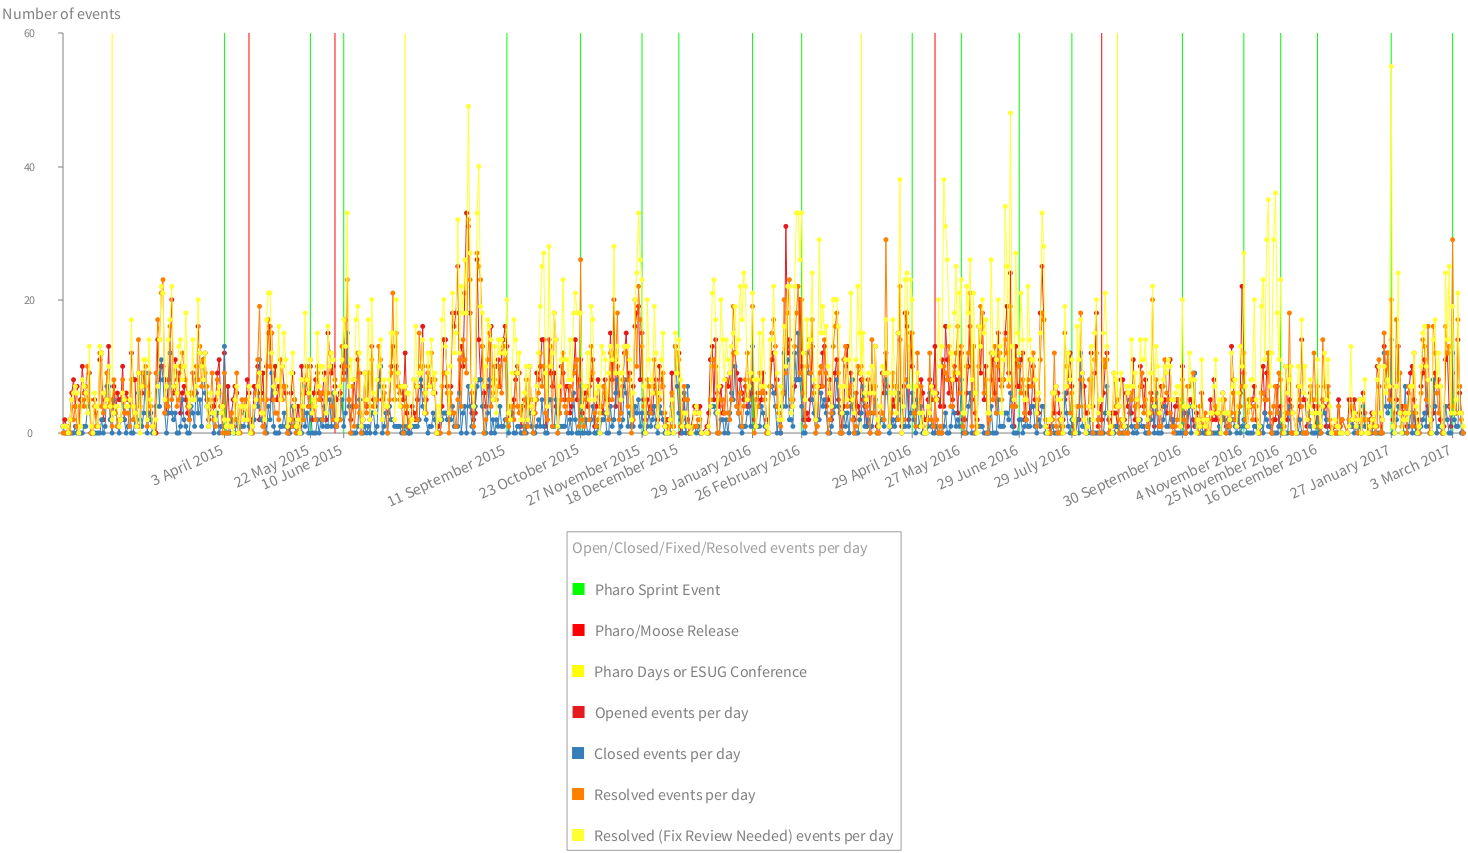 Number of events
60
40
20
0
3 April 2015
22 May 2015
10 June 2015
11 September 2015
23 October 2015
27 November 2015
18 December 2015
29 January 2016
26 February 2016
29 April 2016
27 May 2016
29 June 2016
29 July 2016
30 September 2016
4 November 2016
25 November 2016
16 December 2016
27 January 2017
3 March 2017
Open/Closed/Fixed/Resolved events per day
Pharo Sprint Event
Pharo/Moose Release
Pharo Days or ESUG Conference
Opened events per day
Closed events per day
Resolved events per day
Resolved (Fix Review Needed) events per day